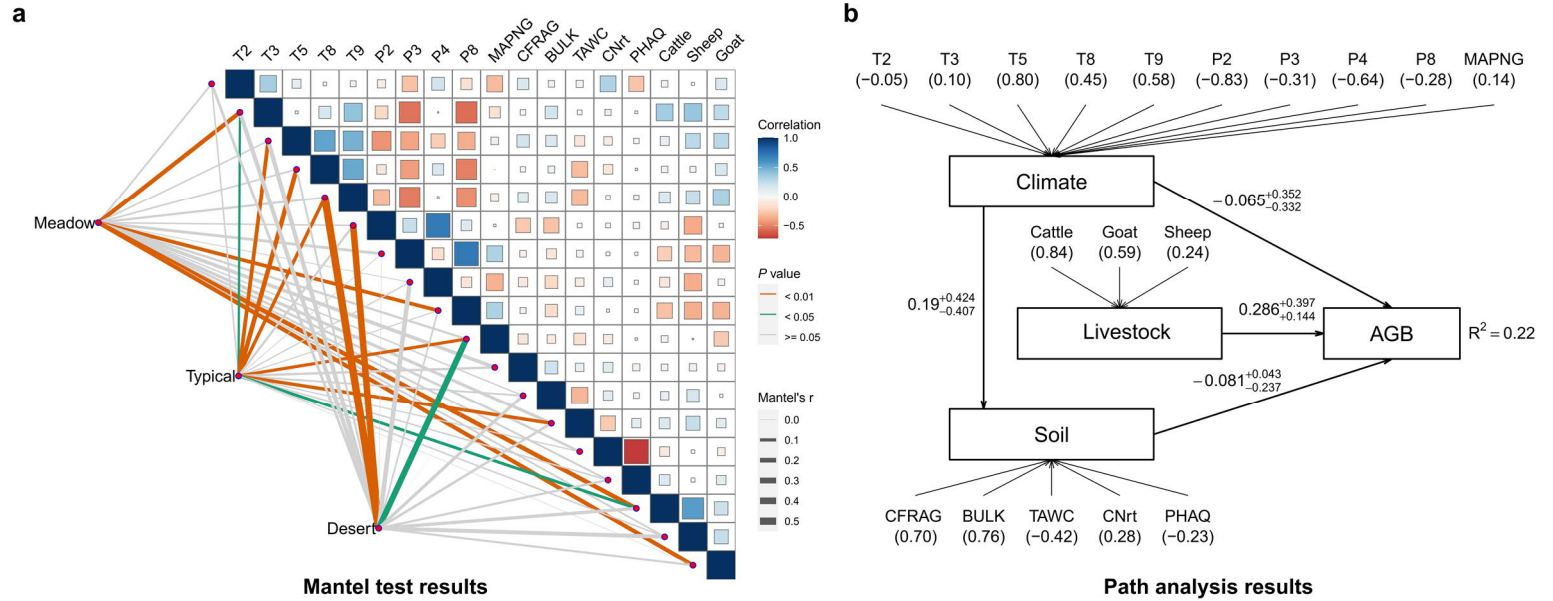 a
T2 T3 T5 T8 T9 P2 P3 P4 P8 MAPNG CFRAG BULK TAWC CNrt PHAQ Cattle Sheep Goat
Meadow
Typical
Desert
Correlation
1.0
0.5
0.0
−0.5
P value
< 0.01
< 0.05
>= 0.05
Mantel's r
0.0
0.1
0.2
0.3
0.4
0.5
Mantel test results
b
T2 T3 T5 T8 T9 P2 P3 P4 P8 MAPNG
(−0.05) (0.10) (0.80) (0.45) (0.58) (−0.83) (−0.31) (−0.64) (−0.28) (0.14)
Climate
−0.065 +0.352 −0.332
Cattle Goat Sheep
(0.84) (0.59) (0.24)
0.19 +0.424 −0.407
0.286 +0.397 +0.144
Livestock
AGB
R² = 0.22
−0.081 +0.043 −0.237
Soil
CFRAG BULK TAWC CNrt PHAQ
(0.70) (0.76) (−0.42) (0.28) (−0.23)
Path analysis results